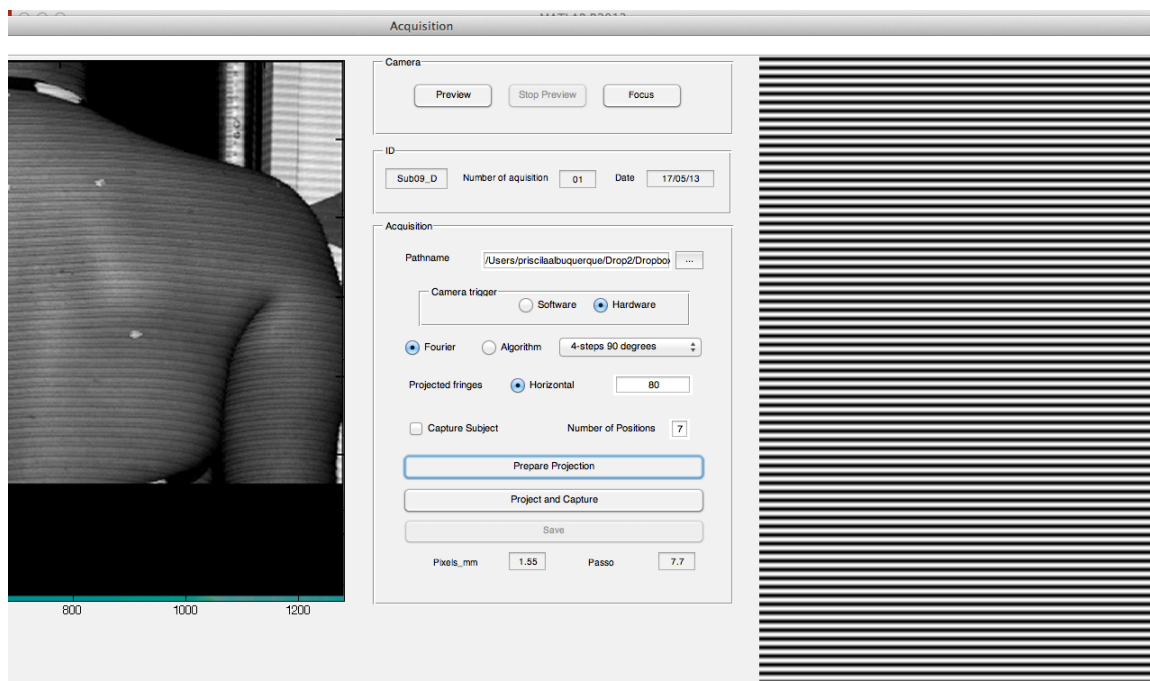 MATLAB R2013
Acquisition
Camera
Preview Stop Preview Focus
ID
Sub09_D Number of aquisition 01 Date 17/05/13
Acquisition
Pathname /Users/priscilaalbuquerque/Drop2/Dropbox ...
Camera trigger
Software Hardware
Fourier Algorithm 4-steps 90 degrees
Projected fringes Horizontal 80
Capture Subject Number of Positions 7
Prepare Projection
Project and Capture
Save
Pixels_mm 1.55 Passo 7.7
800 1000 1200